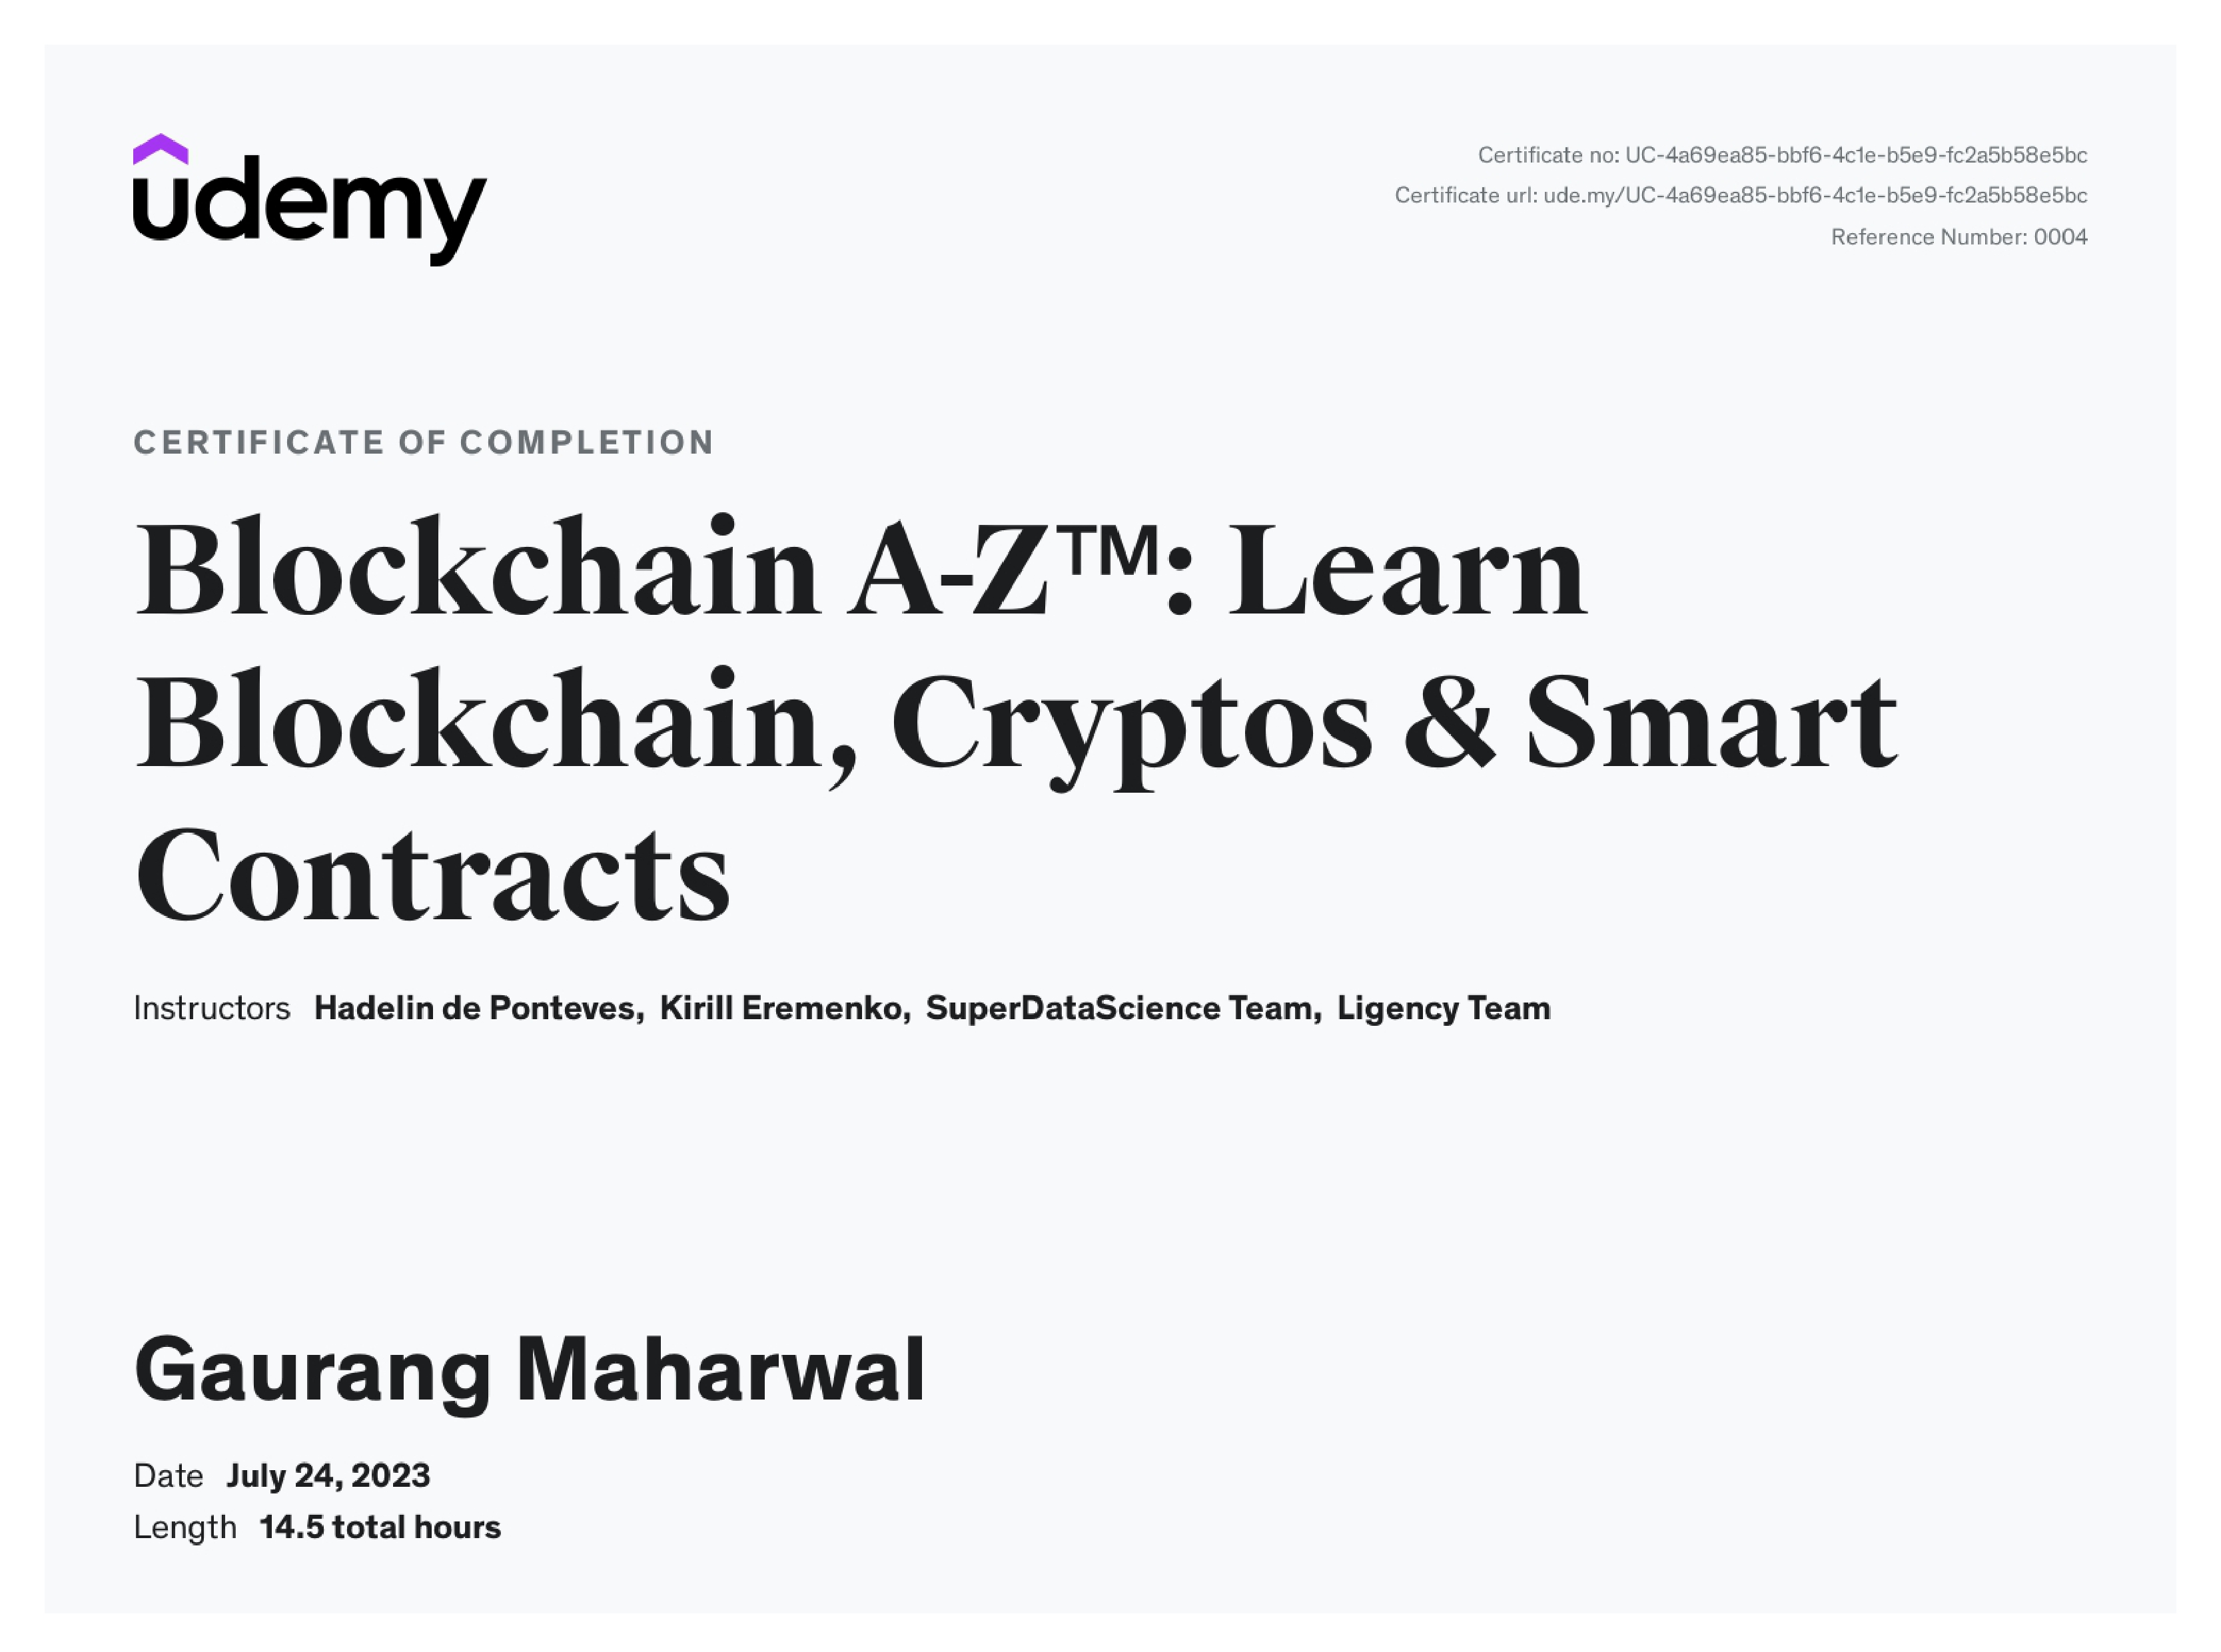 udemy
Certificate no: UC-4a69ea85-bbf6-4c1e-b5e9-fc2a5b58e5bc
Certificate url: ude.my/UC-4a69ea85-bbf6-4c1e-b5e9-fc2a5b58e5bc
Reference Number: 0004
CERTIFICATE OF COMPLETION
Blockchain A-Z™: Learn
Blockchain, Cryptos & Smart
Contracts
Instructors Hadelin de Ponteves, Kirill Eremenko, SuperDataScience Team, Ligency Team
Gaurang Maharwal
Date July 24, 2023
Length 14.5 total hours